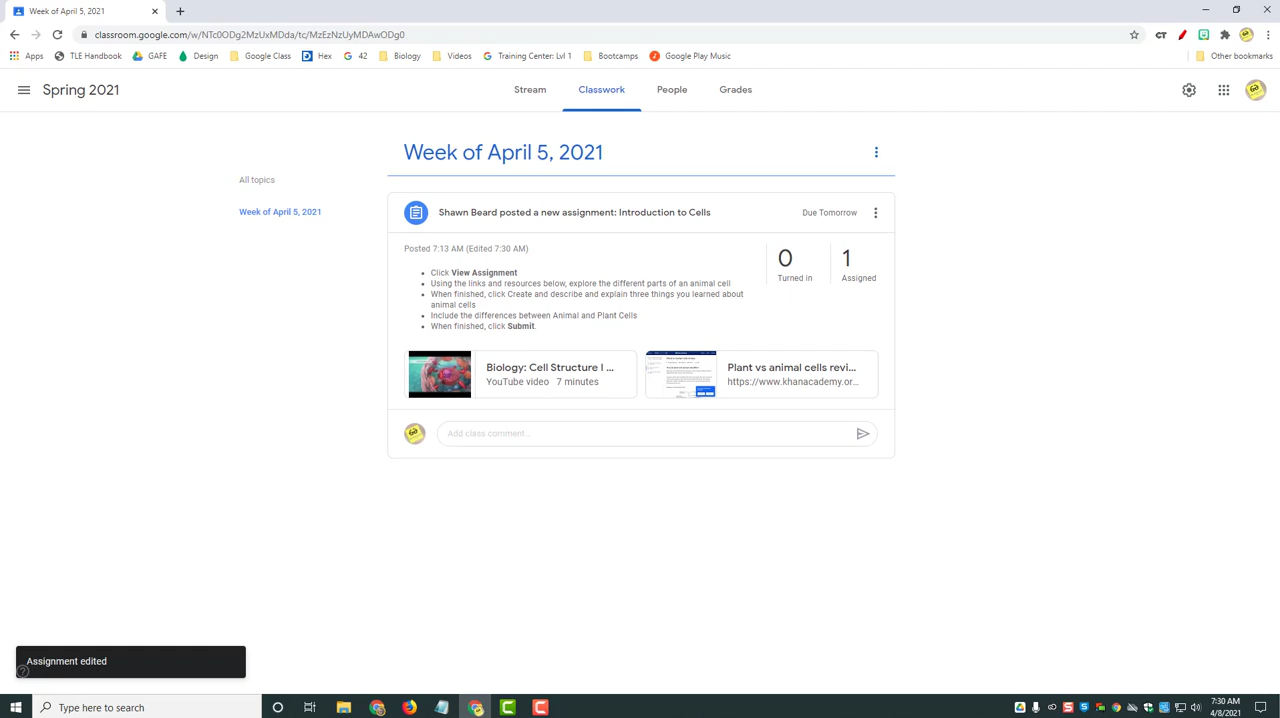 Week of April 5, 2021
classroom.google.com/w/NTc0ODg2MzUxMDda/tc/MzEzNzUyMDAwODg0
Apps TLE Handbook GAFE Design Google Class Hex 42 Biology Videos Training Center: Lvl 1 Bootcamps Google Play Music Other bookmarks
Spring 2021 Stream Classwork People Grades
Week of April 5, 2021
All topics
Week of April 5, 2021
Shawn Beard posted a new assignment: Introduction to Cells Due Tomorrow
Posted 7:13 AM (Edited 7:30 AM)
0 Turned in
1 Assigned
Click View Assignment
Using the links and resources below, explore the different parts of an animal cell
When finished, click Create and describe and explain three things you learned about
animal cells
Include the differences between Animal and Plant Cells
When finished, click Submit.
Biology: Cell Structure I ...
YouTube video 7 minutes
Plant vs animal cells revi...
https://www.khanacademy.or...
Add class comment...
Assignment edited
Type here to search
7:30 AM
4/8/2021